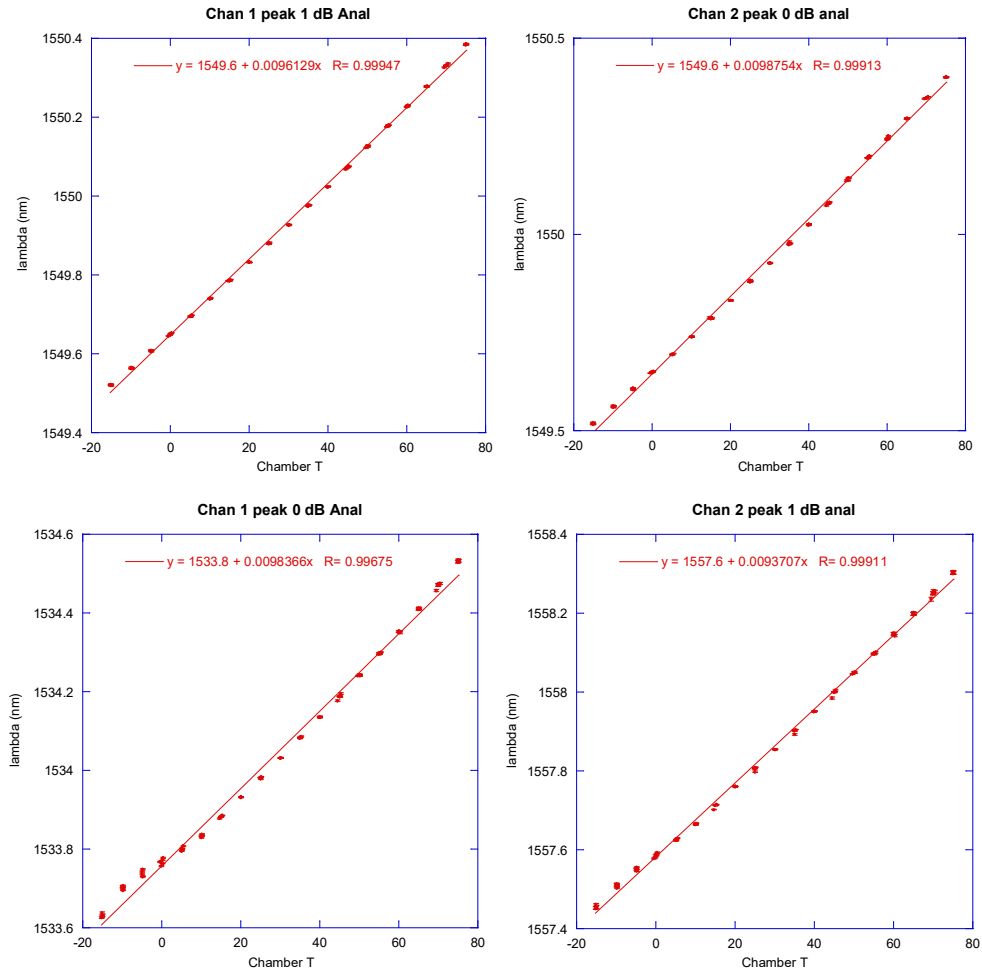 Chan 1 peak 1 dB Anal
y = 1549.6 + 0.0096129x R= 0.99947
1550.4
1550.2
1550
1549.8
1549.6
1549.4
lambda (nm)
-20 0 20 40 60 80
Chamber T
Chan 2 peak 0 dB anal
y = 1549.6 + 0.0098754x R= 0.99913
1550.5
1550
1549.5
lambda (nm)
-20 0 20 40 60 80
Chamber T
Chan 1 peak 0 dB Anal
y = 1533.8 + 0.0098366x R= 0.99675
1534.6
1534.4
1534.2
1534
1533.8
1533.6
lambda (nm)
-20 0 20 40 60 80
Chamber T
Chan 2 peak 1 dB anal
y = 1557.6 + 0.0093707x R= 0.99911
1558.4
1558.2
1558
1557.8
1557.6
1557.4
lambda (nm)
-20 0 20 40 60 80
Chamber T